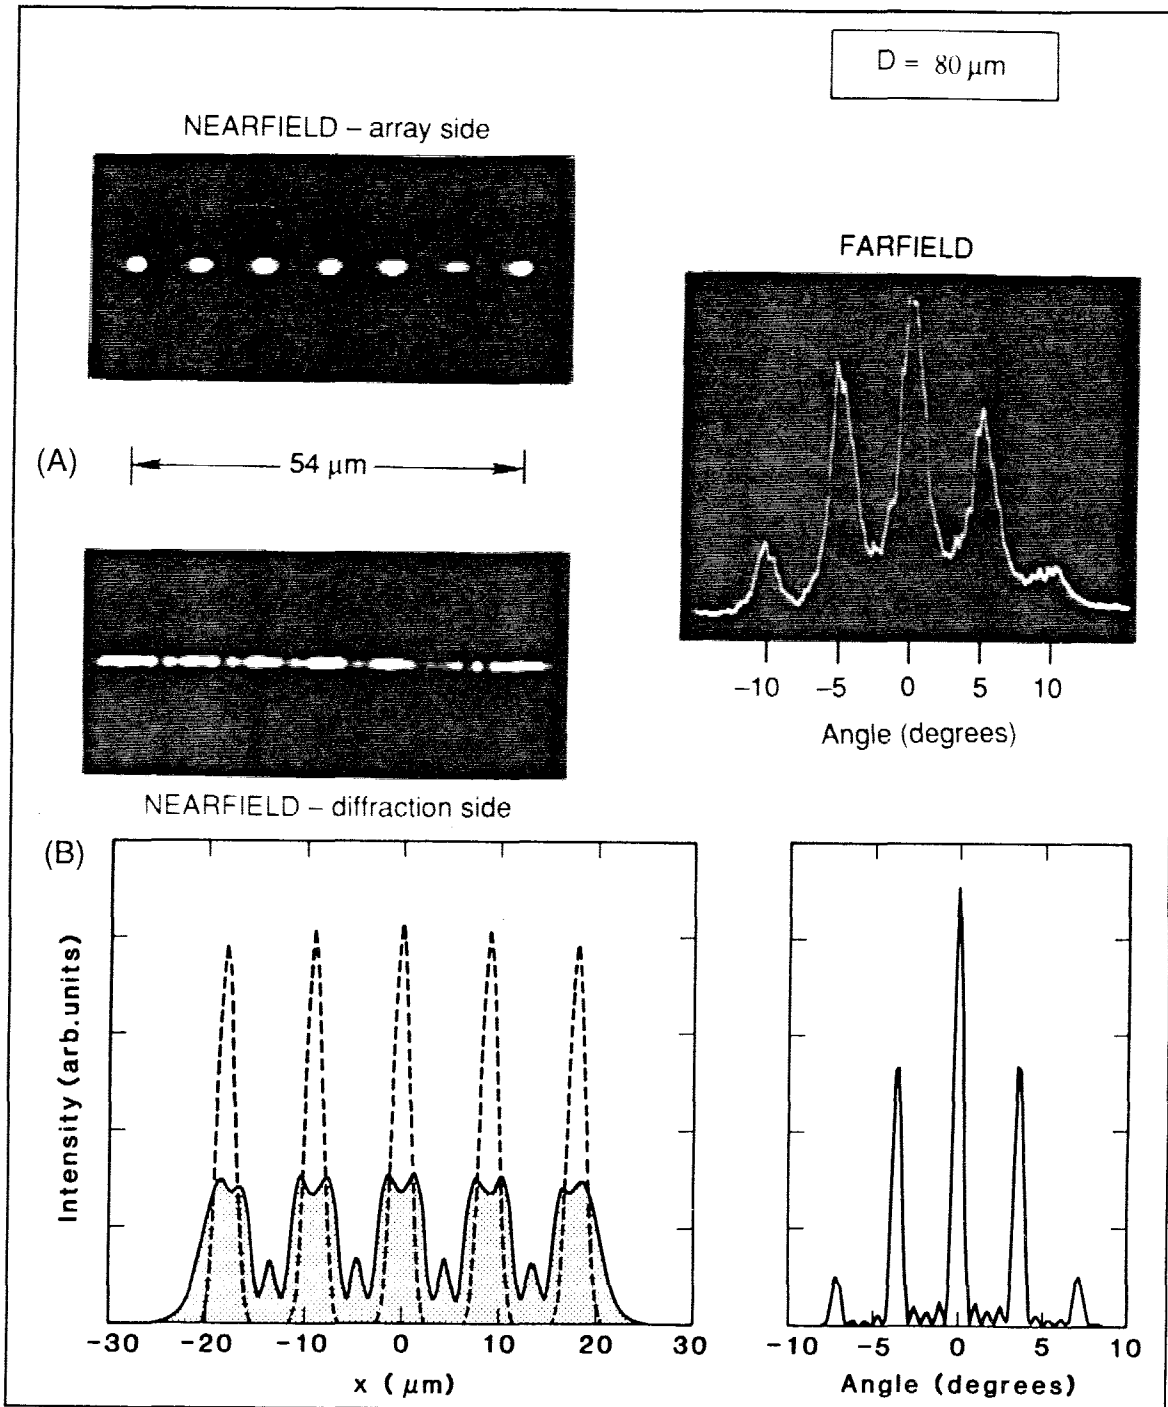 D = 80 μm
NEARFIELD – array side
FARFIELD
(A)
54 μm
-10 -5 0 5 10
Angle (degrees)
NEARFIELD – diffraction side
(B)
Intensity (arb.units)
-30 -20 -10 0 10 20 30
x ( μm)
-10 -5 0 5 10
Angle (degrees)